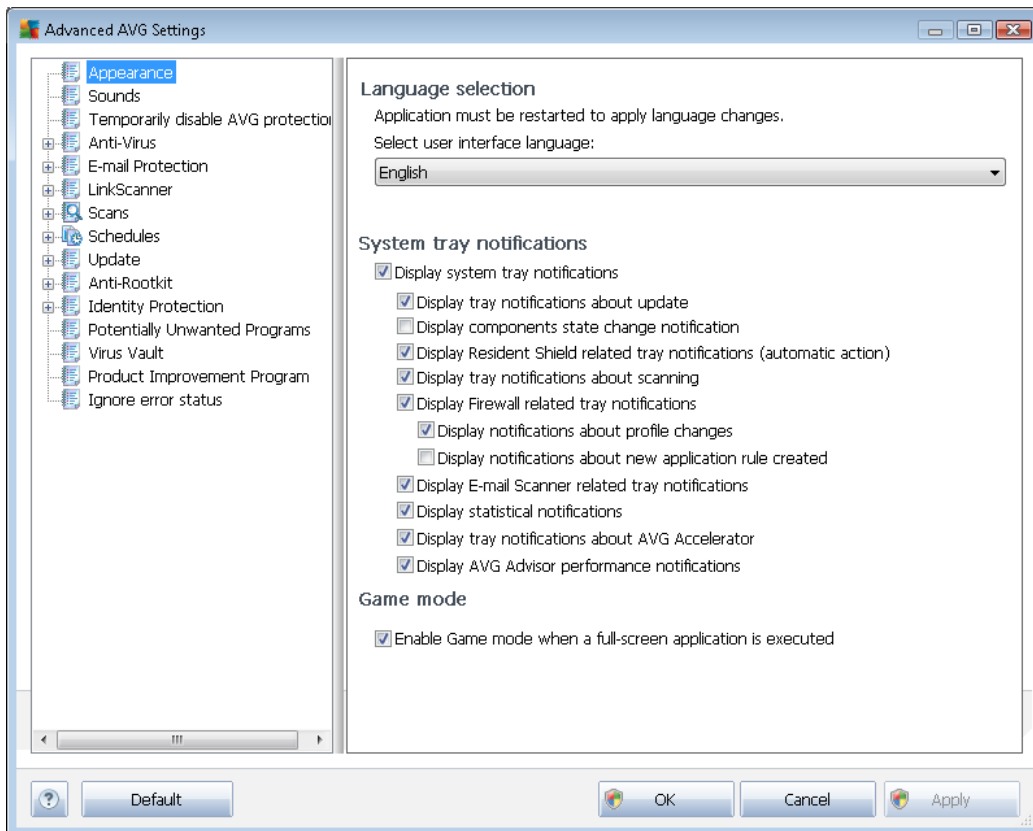 Advanced AVG Settings
Appearance
Sounds
Temporarily disable AVG protection
Anti-Virus
E-mail Protection
LinkScanner
Scans
Schedules
Update
Anti-Rootkit
Identity Protection
Potentially Unwanted Programs
Virus Vault
Product Improvement Program
Ignore error status
Language selection
Application must be restarted to apply language changes.
Select user interface language:
English
System tray notifications
Display system tray notifications
Display tray notifications about update
Display components state change notification
Display Resident Shield related tray notifications (automatic action)
Display tray notifications about scanning
Display Firewall related tray notifications
Display notifications about profile changes
Display notifications about new application rule created
Display E-mail Scanner related tray notifications
Display statistical notifications
Display tray notifications about AVG Accelerator
Display AVG Advisor performance notifications
Game mode
Enable Game mode when a full-screen application is executed
? Default OK Cancel Apply